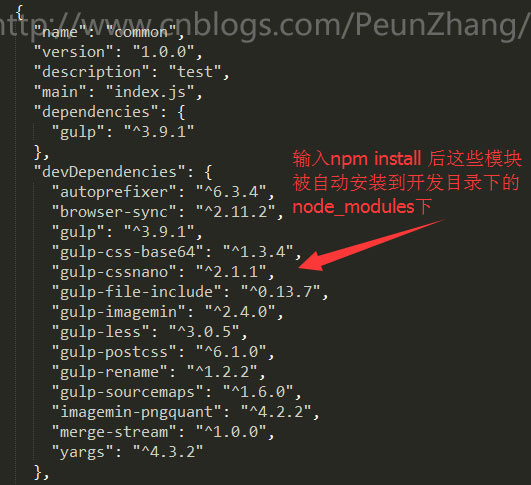 http://www.cnblogs.com/PeunZhang/
{
"name": "common",
"version": "1.0.0",
"description": "test",
"main": "index.js",
"dependencies": {
"gulp": "^3.9.1"
},
"devDependencies": {
"autoprefixer": "^6.3.4",
"browser-sync": "^2.11.2",
"gulp": "^3.9.1",
"gulp-css-base64": "^1.3.4",
"gulp-cssnano": "^2.1.1",
"gulp-file-include": "^0.13.7",
"gulp-imagemin": "^2.4.0",
"gulp-less": "^3.0.5",
"gulp-postcss": "^6.1.0",
"gulp-rename": "^1.2.2",
"gulp-sourcemaps": "^1.6.0",
"imagemin-pngquant": "^4.2.2",
"merge-stream": "^1.0.0",
"yargs": "^4.3.2"
},
输入npm install 后这些模块
被自动安装到开发目录下的
node_modules下